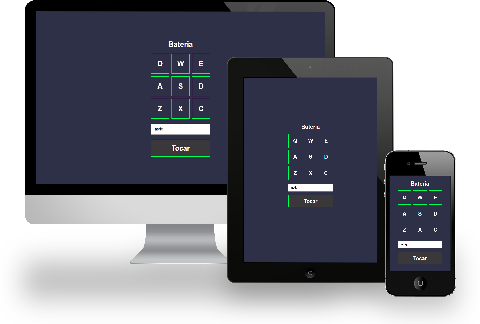 Bateria
Q W E
A S D
Z X C
Tocar
Bateria
Q W E
A S D
Z X C
Tocar
Bateria
Q W E
A S D
Z X C
Tocar